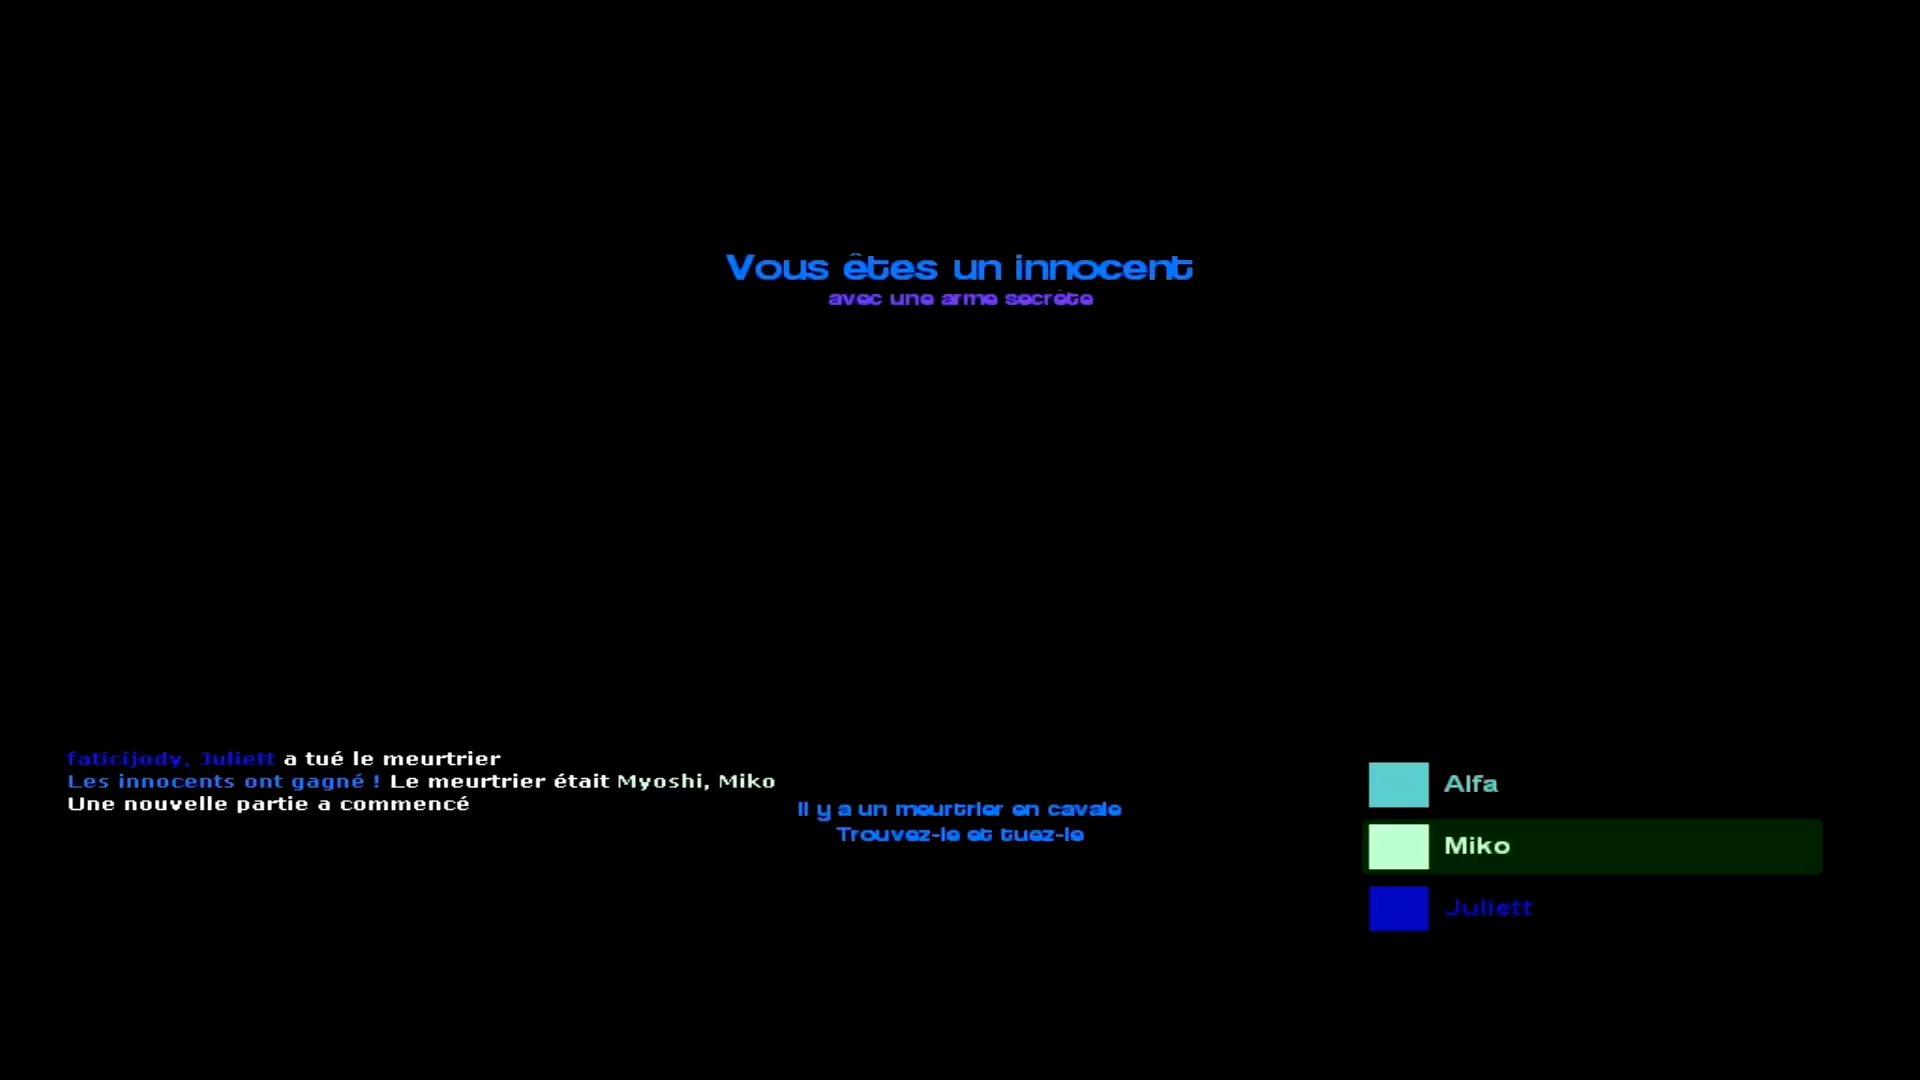 Vous êtes un innocent
avec une arme secrète
faticijody, Juliett a tué le meurtrier
Les innocents ont gagné ! Le meurtrier était Myoshi, Miko
Une nouvelle partie a commencé
Il y a un meurtrier en cavale
Trouvez-le et tuez-le
Alfa
Miko
Juliett